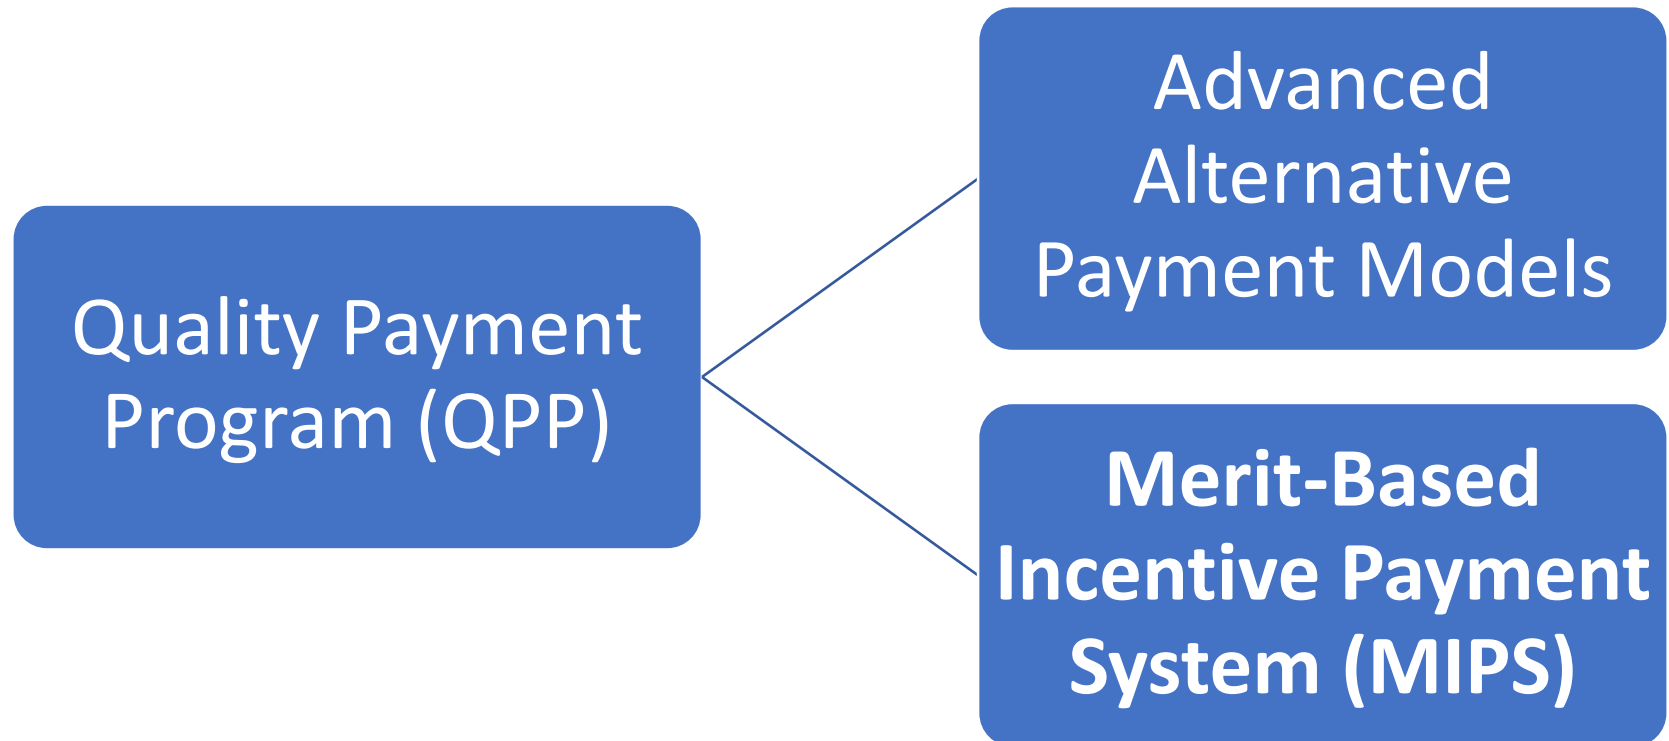 Quality Payment
Program (QPP)
Advanced
Alternative
Payment Models
Merit-Based
Incentive Payment
System (MIPS)